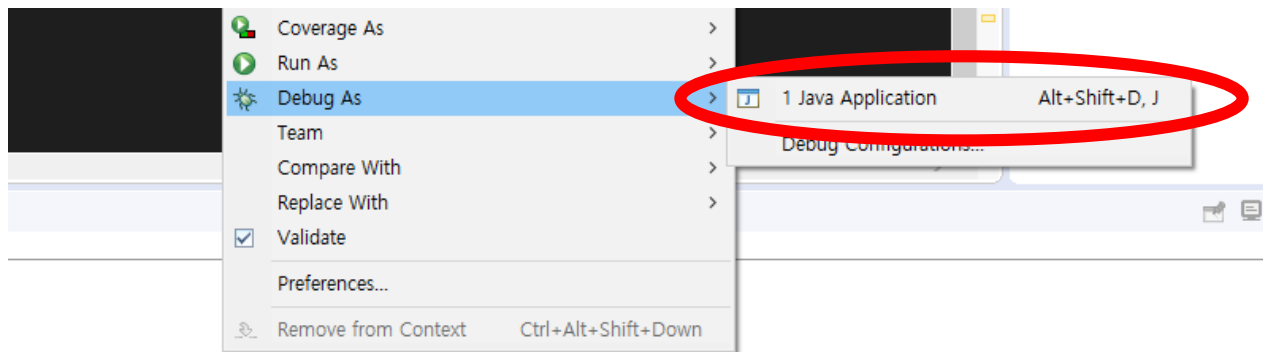 Coverage As
Run As
Debug As
1 Java Application Alt+Shift+D, J
Team
Debug Configurations...
Compare With
Replace With
Validate
Preferences...
Remove from Context Ctrl+Alt+Shift+Down